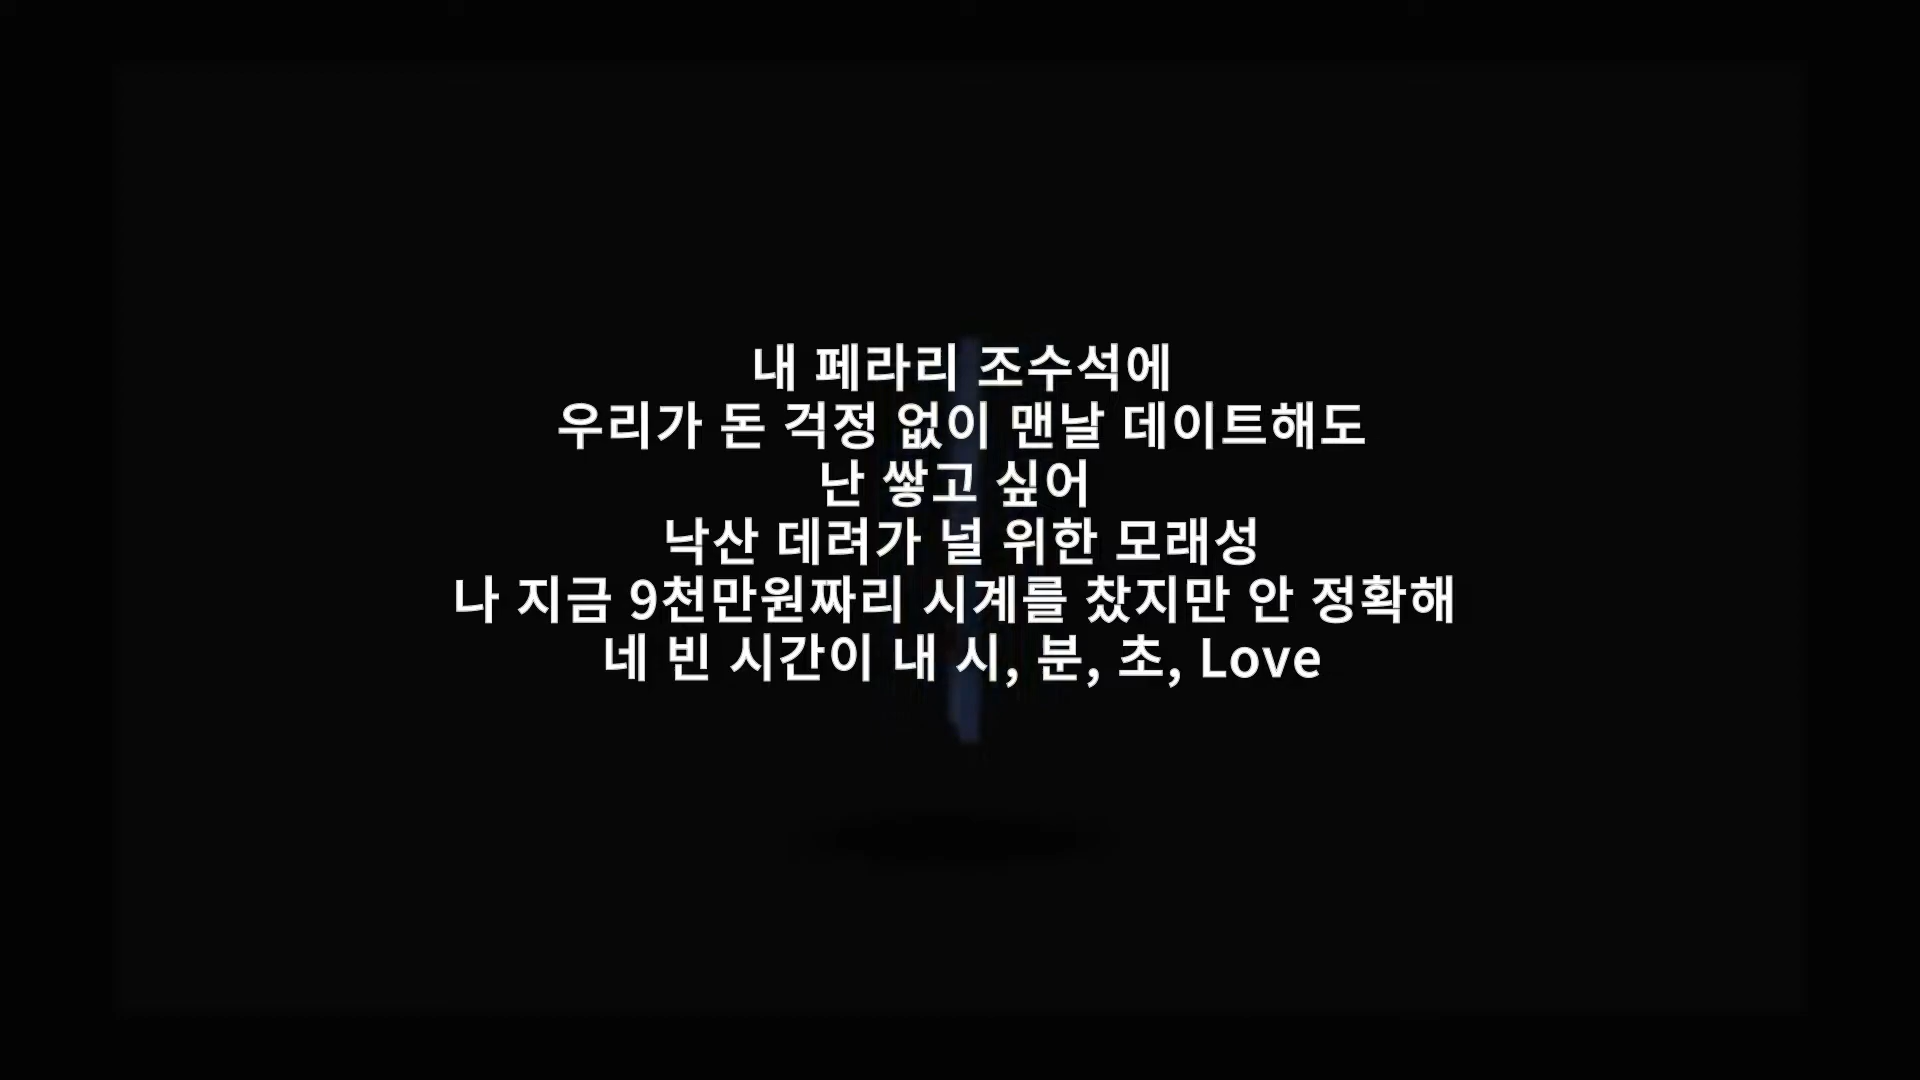 내 페라리 조수석에
우리가 돈 걱정 없이 맨날 데이트해도
난 쌓고 싶어
낙산 데려가 널 위한 모래성
나 지금 9천만원짜리 시계를 찼지만 안 정확해
네 빈 시간이 내 시, 분, 초, Love